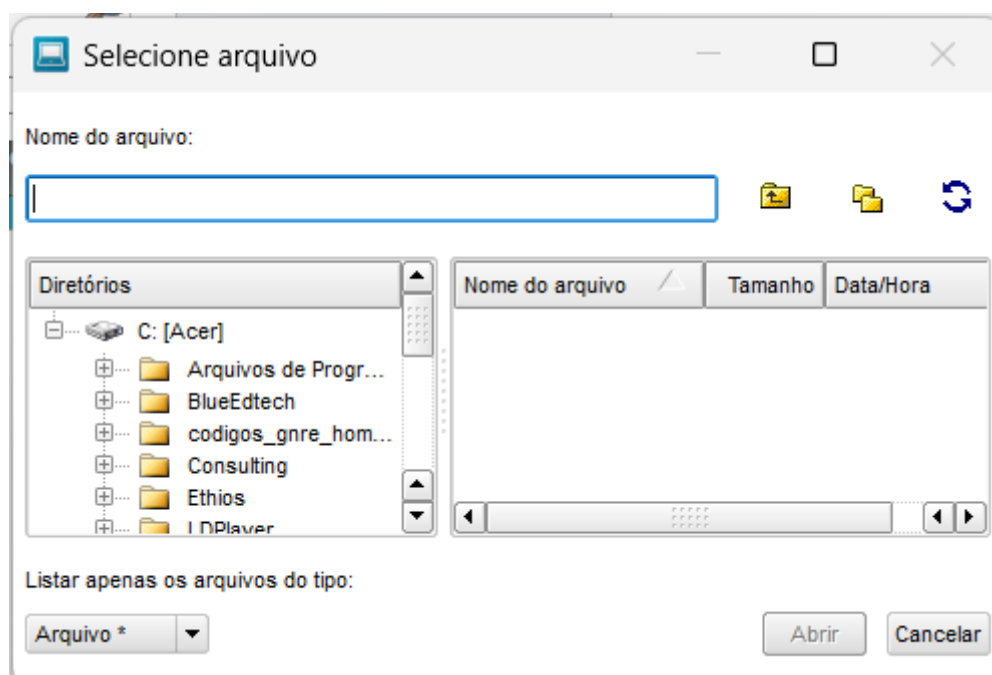 Selecione arquivo
Nome do arquivo:
Diretórios
C: [Acer]
Arquivos de Progr...
BlueEdtech
codigos_gnre_hom...
Consulting
Ethios
LDPlayer
Nome do arquivo Tamanho Data/Hora
Listar apenas os arquivos do tipo:
Arquivo *
Abrir Cancelar